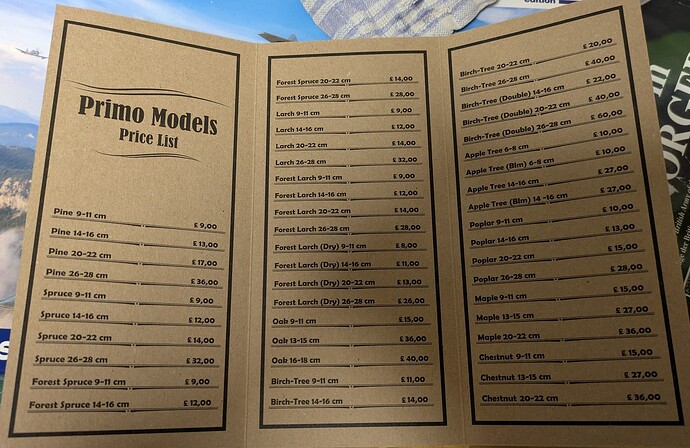 Primo Models
Price List
Pine 9-11 cm £ 9,00
Pine 14-16 cm £ 13,00
Pine 20-22 cm £ 17,00
Pine 26-28 cm £ 36,00
Spruce 9-11 cm £ 9,00
Spruce 14-16 cm £ 12,00
Spruce 20-22 cm £ 14,00
Spruce 26-28 cm £ 32,00
Forest Spruce 9-11 cm £ 9,00
Forest Spruce 14-16 cm £ 12,00
Forest Spruce 20-22 cm £ 14,00
Forest Spruce 26-28 cm £ 28,00
Larch 9-11 cm £ 9,00
Larch 14-16 cm £ 12,00
Larch 20-22 cm £ 14,00
Larch 26-28 cm £ 32,00
Forest Larch 9-11 cm £ 9,00
Forest Larch 14-16 cm £ 12,00
Forest Larch 20-22 cm £ 14,00
Forest Larch 26-28 cm £ 28,00
Forest Larch (Dry) 9-11 cm £ 8,00
Forest Larch (Dry) 14-16 cm £ 11,00
Forest Larch (Dry) 20-22 cm £ 13,00
Forest Larch (Dry) 26-28 cm £ 26,00
Oak 9-11 cm £ 15,00
Oak 13-15 cm £ 36,00
Oak 16-18 cm £ 40,00
Birch-Tree 9-11 cm £ 11,00
Birch-Tree 14-16 cm £ 14,00
Birch-Tree 20-22 cm £ 20,00
Birch-Tree 26-28 cm £ 40,00
Birch-Tree (Double) 14-16 cm £ 22,00
Birch-Tree (Double) 20-22 cm £ 40,00
Birch-Tree (Double) 26-28 cm £ 60,00
Apple Tree 6-8 cm £ 10,00
Apple Tree (Blm) 6-8 cm £ 10,00
Apple Tree 14-16 cm £ 27,00
Apple Tree (Blm) 14-16 cm £ 27,00
Poplar 9-11 cm £ 10,00
Poplar 14-16 cm £ 13,00
Poplar 20-22 cm £ 15,00
Poplar 26-28 cm £ 28,00
Maple 9-11 cm £ 15,00
Maple 13-15 cm £ 27,00
Maple 20-22 cm £ 36,00
Chestnut 9-11 cm £ 15,00
Chestnut 13-15 cm £ 27,00
Chestnut 20-22 cm £ 36,00
edition